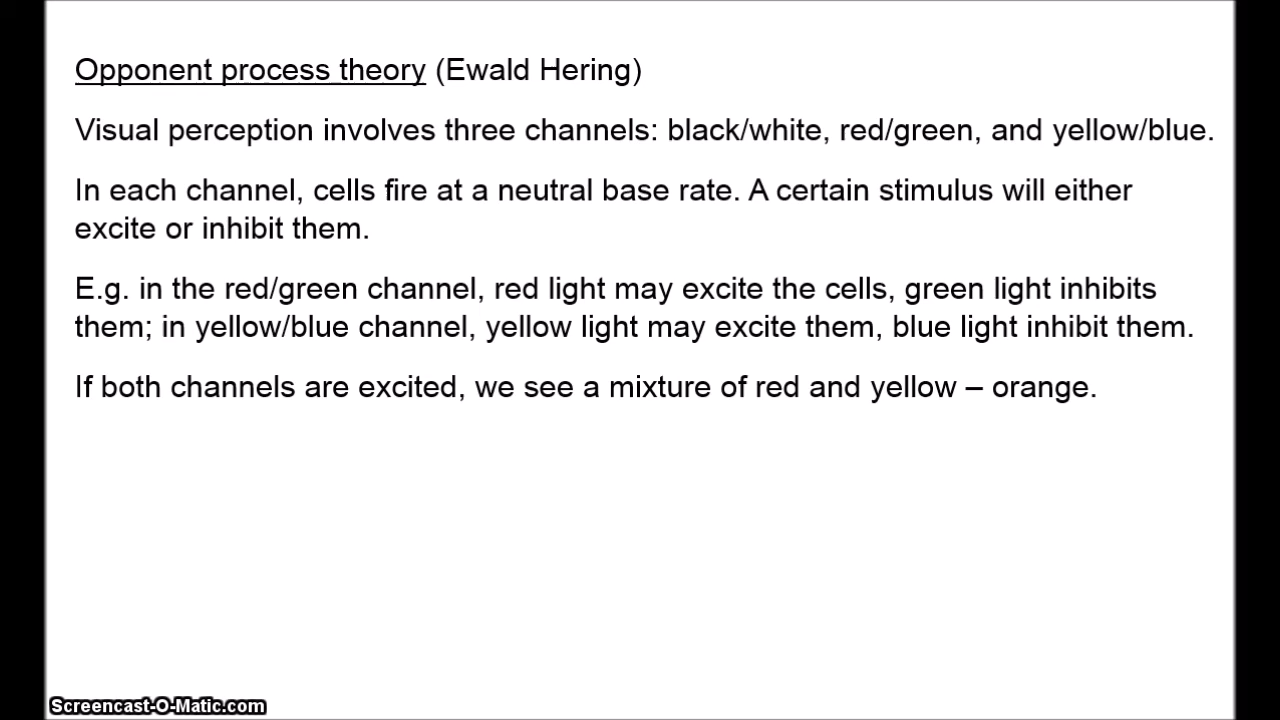 Opponent process theory (Ewald Hering)
Visual perception involves three channels: black/white, red/green, and yellow/blue.
In each channel, cells fire at a neutral base rate. A certain stimulus will either
excite or inhibit them.
E.g. in the red/green channel, red light may excite the cells, green light inhibits
them; in yellow/blue channel, yellow light may excite them, blue light inhibit them.
If both channels are excited, we see a mixture of red and yellow – orange.
Screencast-O-Matic.com